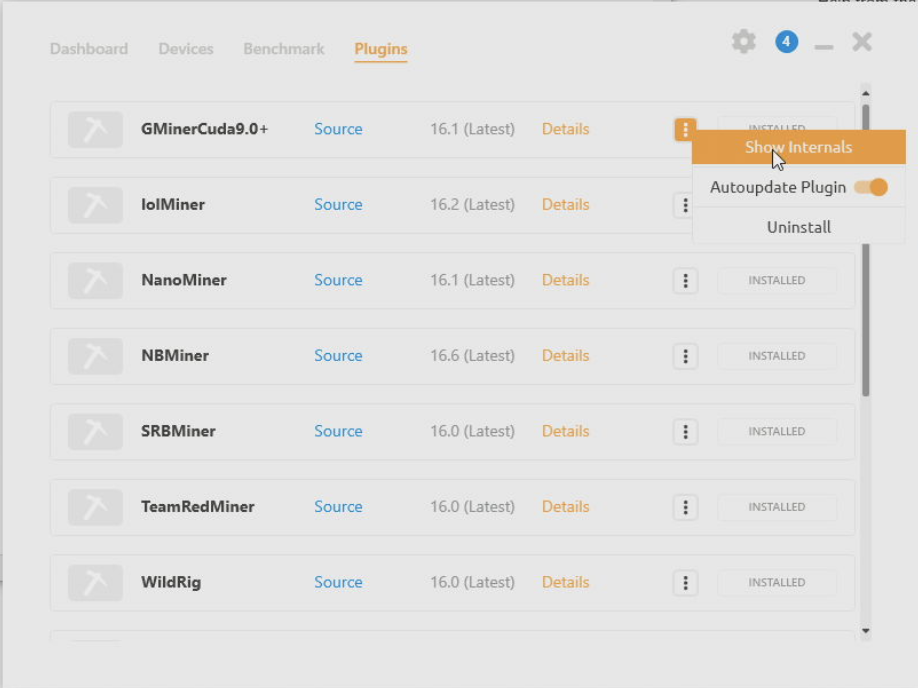 Dashboard Devices Benchmark Plugins 4
GMinerCuda9.0+ Source 16.1 (Latest) Details INSTALLED
Show Internals
Autoupdate Plugin
lolMiner Source 16.2 (Latest) Details
Uninstall
NanoMiner Source 16.1 (Latest) Details INSTALLED
NBMiner Source 16.6 (Latest) Details INSTALLED
SRBMiner Source 16.0 (Latest) Details INSTALLED
TeamRedMiner Source 16.0 (Latest) Details INSTALLED
WildRig Source 16.0 (Latest) Details INSTALLED